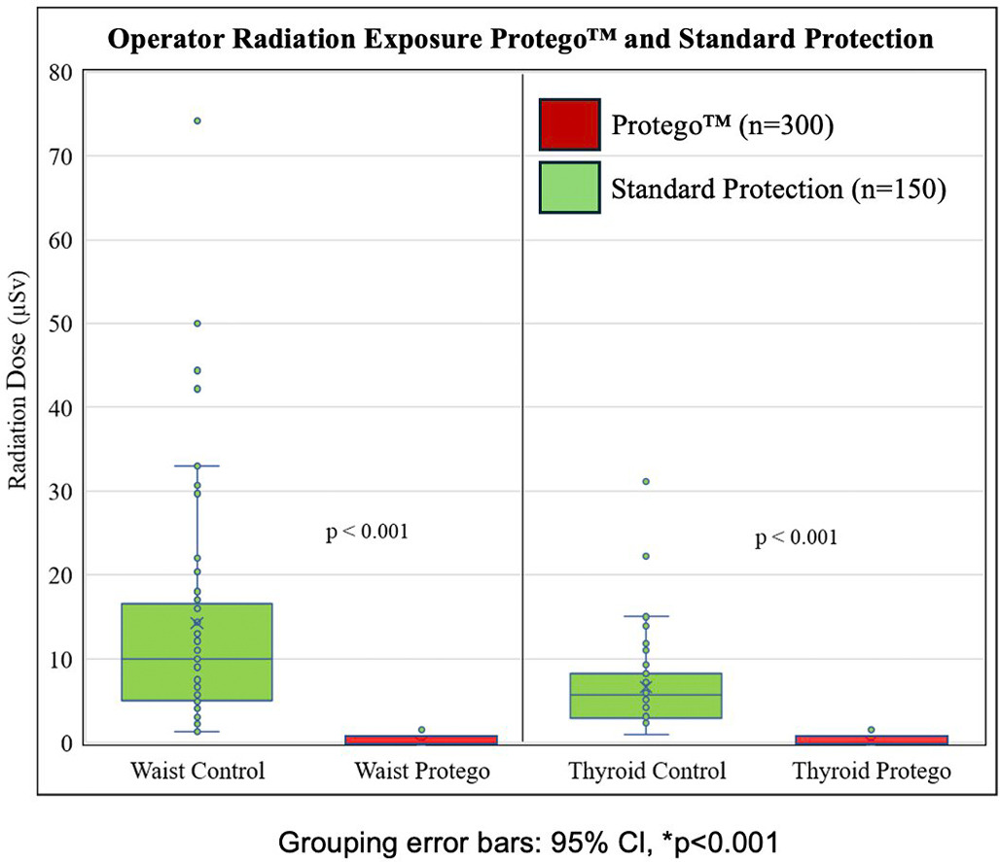 Operator Radiation Exposure Protego™ and Standard Protection
80
70
60
50
40
30
20
10
0
Radiation Dose (μSv)
Protego™ (n=300)
Standard Protection (n=150)
p < 0.001
p < 0.001
Waist Control
Waist Protego
Thyroid Control
Thyroid Protego
Grouping error bars: 95% CI, *p<0.001